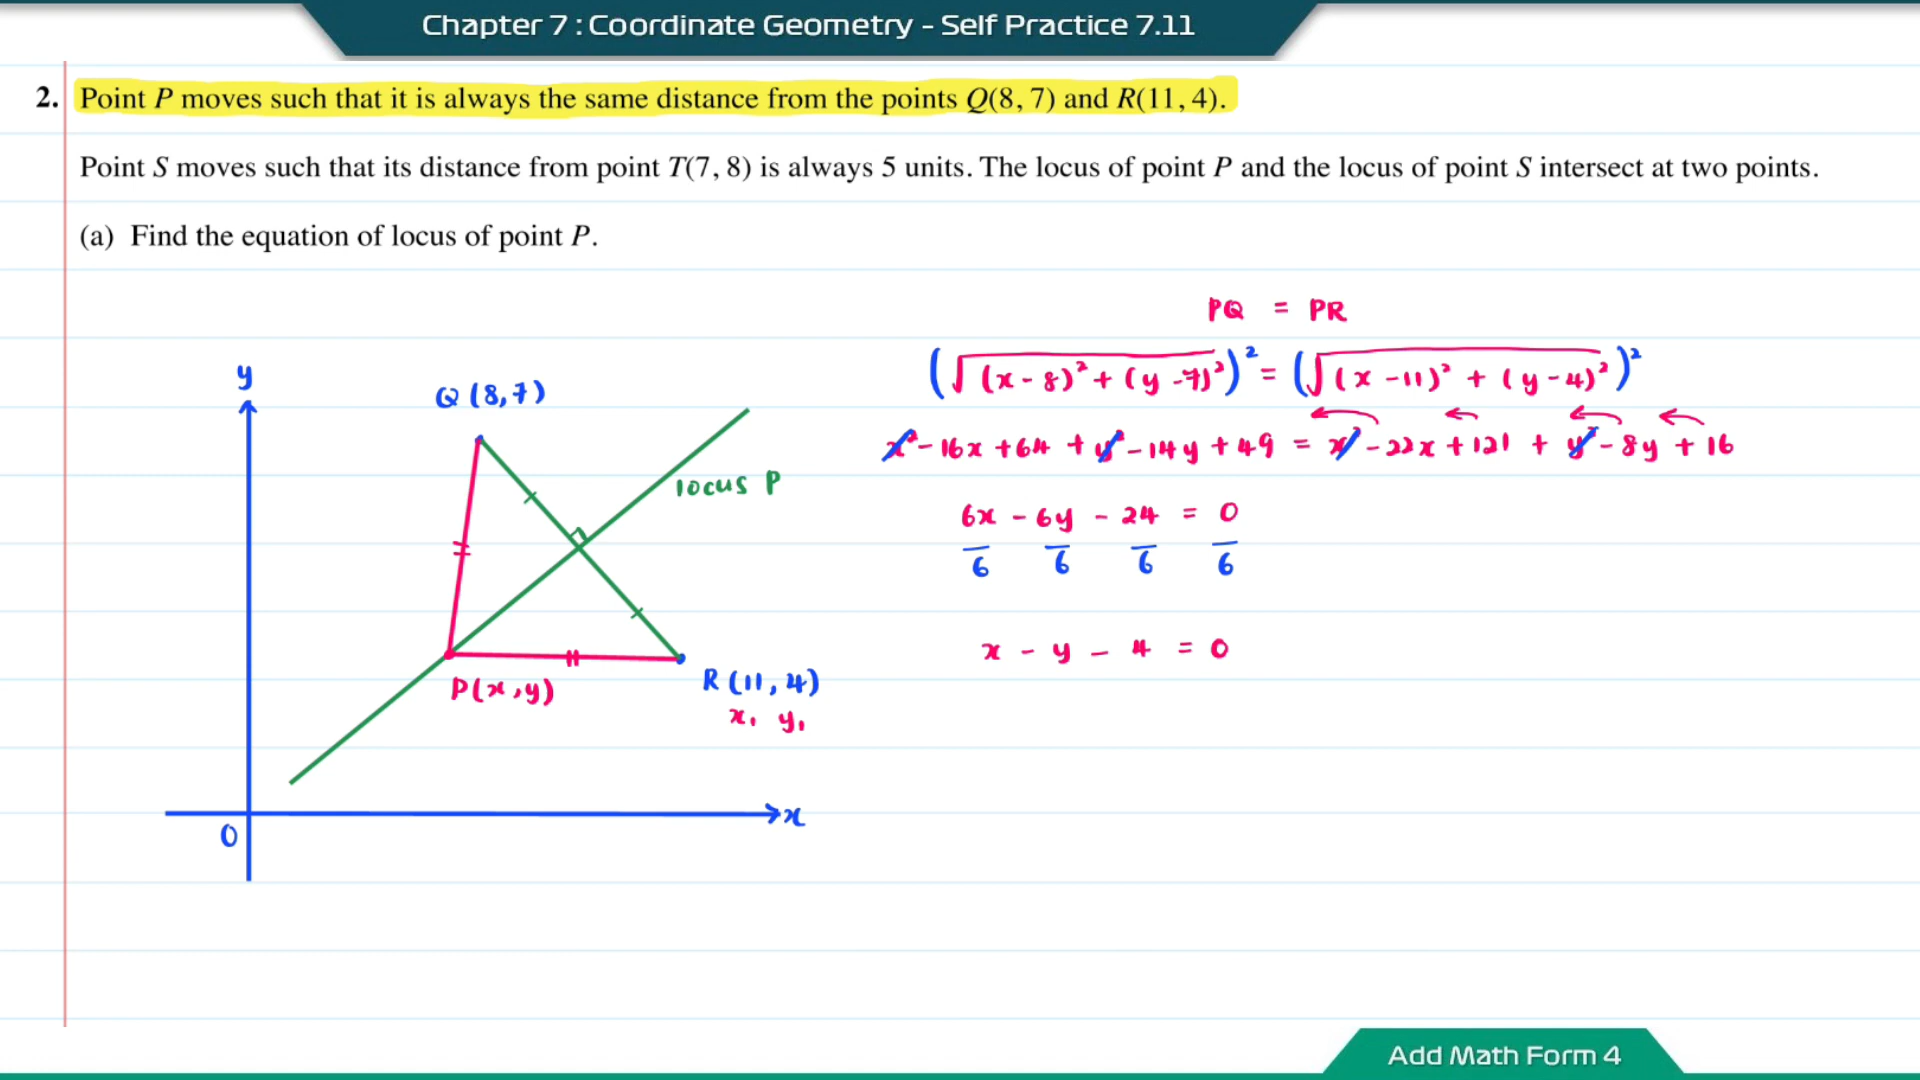 Chapter 7 : Coordinate Geometry - Self Practice 7.11
2. Point P moves such that it is always the same distance from the points Q(8, 7) and R(11, 4).
Point S moves such that its distance from point T(7, 8) is always 5 units. The locus of point P and the locus of point S intersect at two points.
(a) Find the equation of locus of point P.
PQ = PR
(√((x - 8)² + (y - 7)²))² = (√((x - 11)² + (y - 4)²))²
x² - 16x + 64 + y² - 14y + 49 = x² - 22x + 121 + y² - 8y + 16
6x - 6y - 24 = 0
6 6 6 6
x - y - 4 = 0
y
Q (8,7)
locus P
P(x,y)
R (11, 4)
x₁ y₁
x
0
Add Math Form 4